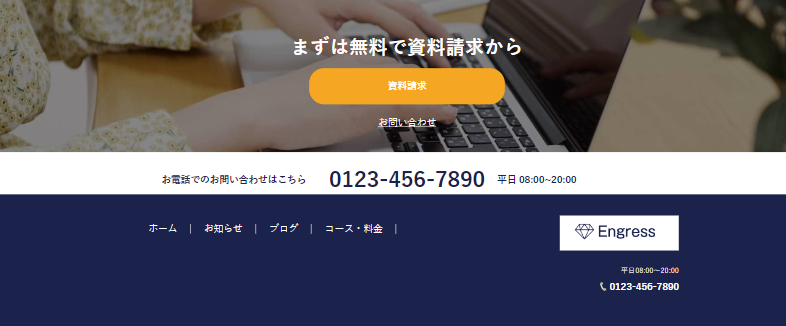 まずは無料で資料請求から
資料請求
お問い合わせ
お電話でのお問い合わせはこちら 0123-456-7890 平日 08:00~20:00
ホーム | お知らせ | ブログ | コース・料金 |
Engress
平日08:00〜20:00
0123-456-7890